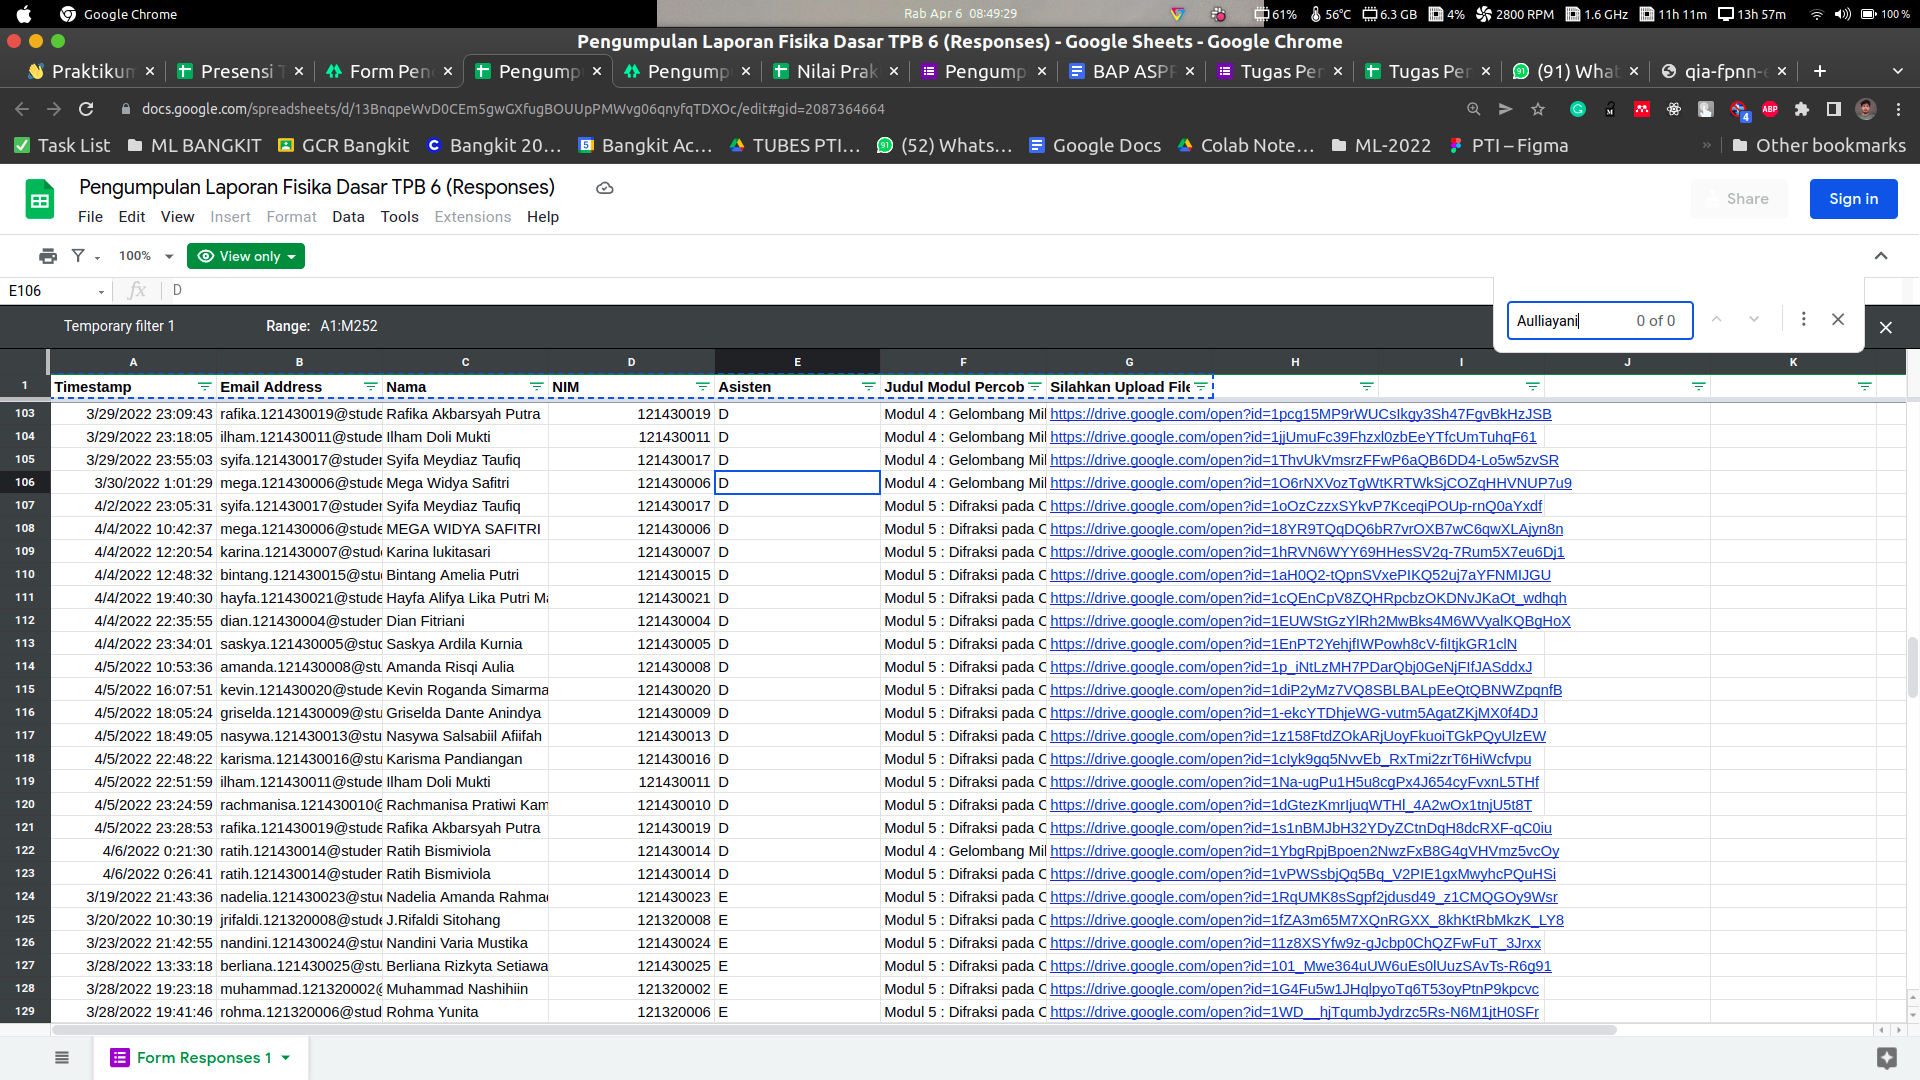 Google Chrome
Rab Apr 6 08:49:29
61% 56°C 6.3 GB 4% 2800 RPM 1.6 GHz 11h 11m 13h 57m 100%
Pengumpulan Laporan Fisika Dasar TPB 6 (Responses) - Google Sheets - Google Chrome
Praktikum Presensi T Form Pen Pengump Pengump Nilai Prak Pengump BAP ASPR Tugas Per Tugas Per (91) What qia-fpnn-
docs.google.com/spreadsheets/d/13BnqpeWvD0CEm5gwGXfugBOUUpPMWvg06qnyfqTDXOc/edit#gid=2087364664
Task List ML BANGKIT GCR Bangkit Bangkit 20... Bangkit Ac... TUBES PTI... (52) Whats... Google Docs Colab Note... ML-2022 PTI – Figma Other bookmarks
Pengumpulan Laporan Fisika Dasar TPB 6 (Responses)
Share
Sign in
File Edit View Insert Format Data Tools Extensions Help
100% View only
E106 fx D
Aulliayani 0 of 0
Temporary filter 1 Range: A1:M252
A B C D E F G H I J K
1 Timestamp Email Address Nama NIM Asisten Judul Modul Percob Silahkan Upload File
103 3/29/2022 23:09:43 rafika.121430019@stude Rafika Akbarsyah Putra 121430019 D Modul 4 : Gelombang Mil https://drive.google.com/open?id=1pcg15MP9rWUCsIkgy3Sh47FgvBkHzJSB
104 3/29/2022 23:18:05 ilham.121430011@stude Ilham Doli Mukti 121430011 D Modul 4 : Gelombang Mil https://drive.google.com/open?id=1jjUmuFc39Fhzxl0zbEeYTfcUmTuhqF61
105 3/29/2022 23:55:03 syifa.121430017@studer Syifa Meydiaz Taufiq 121430017 D Modul 4 : Gelombang Mil https://drive.google.com/open?id=1ThvUkVmsrzFFwP6aQB6DD4-Lo5w5zvSR
106 3/30/2022 1:01:29 mega.121430006@stude Mega Widya Safitri 121430006 D Modul 4 : Gelombang Mil https://drive.google.com/open?id=1O6rNXVozTgWtKRTWkSjCOZqHHVNUP7u9
107 4/2/2022 23:05:31 syifa.121430017@studer Syifa Meydiaz Taufiq 121430017 D Modul 5 : Difraksi pada C https://drive.google.com/open?id=1oOzCzzxSYkvP7KceqiPOUp-rnQ0aYxdf
108 4/4/2022 10:42:37 mega.121430006@stude MEGA WIDYA SAFITRI 121430006 D Modul 5 : Difraksi pada C https://drive.google.com/open?id=18YR9TQqDQ6bR7vrOXB7wC6qwXLAjyn8n
109 4/4/2022 12:20:54 karina.121430007@stud Karina lukitasari 121430007 D Modul 5 : Difraksi pada C https://drive.google.com/open?id=1hRVN6WYY69HHesSV2q-7Rum5X7eu6Dj1
110 4/4/2022 12:48:32 bintang.121430015@stu Bintang Amelia Putri 121430015 D Modul 5 : Difraksi pada C https://drive.google.com/open?id=1aH0Q2-tQpnSVxePIKQ52uj7aYFNMIJGU
111 4/4/2022 19:40:30 hayfa.121430021@stude Hayfa Alifya Lika Putri Ma 121430021 D Modul 5 : Difraksi pada C https://drive.google.com/open?id=1cQEnCpV8ZQHRpcbzOKDNvJKaOt_wdhqh
112 4/4/2022 22:35:55 dian.121430004@studer Dian Fitriani 121430004 D Modul 5 : Difraksi pada C https://drive.google.com/open?id=1EUWStGzYlRh2MwBks4M6WVyalKQBgHoX
113 4/4/2022 23:34:01 saskya.121430005@stud Saskya Ardila Kurnia 121430005 D Modul 5 : Difraksi pada C https://drive.google.com/open?id=1EnPT2YehjfIWPowh8cV-fiItjkGR1clN
114 4/5/2022 10:53:36 amanda.121430008@stu Amanda Risqi Aulia 121430008 D Modul 5 : Difraksi pada C https://drive.google.com/open?id=1p_iNtLzMH7PDarQbj0GeNjFIfJASddxJ
115 4/5/2022 16:07:51 kevin.121430020@stude Kevin Roganda Simarma 121430020 D Modul 5 : Difraksi pada C https://drive.google.com/open?id=1diP2yMz7VQ8SBLBALpEeQtQBNWZpqnfB
116 4/5/2022 18:05:24 griselda.121430009@stu Griselda Dante Anindya 121430009 D Modul 5 : Difraksi pada C https://drive.google.com/open?id=1-ekcYTDhjeWG-vutm5AgatZKjMX0f4DJ
117 4/5/2022 18:49:05 nasywa.121430013@stu Nasywa Salsabiil Afiifah 121430013 D Modul 5 : Difraksi pada C https://drive.google.com/open?id=1z158FtdZOkARjUoyFkuoiTGkPQyUlzEW
118 4/5/2022 22:48:22 karisma.121430016@stu Karisma Pandiangan 121430016 D Modul 5 : Difraksi pada C https://drive.google.com/open?id=1cIyk9gq5NvvEb_RxTmi2zrT6HiWcfvpu
119 4/5/2022 22:51:59 ilham.121430011@stude Ilham Doli Mukti 121430011 D Modul 5 : Difraksi pada C https://drive.google.com/open?id=1Na-ugPu1H5u8cgPx4J654cyFvxnL5THf
120 4/5/2022 23:24:59 rachmanisa.121430010@ Rachmanisa Pratiwi Kam 121430010 D Modul 5 : Difraksi pada C https://drive.google.com/open?id=1dGtezKmrIjuqWTHl_4A2wOx1tnjU5t8T
121 4/5/2022 23:28:53 rafika.121430019@stude Rafika Akbarsyah Putra 121430019 D Modul 5 : Difraksi pada C https://drive.google.com/open?id=1s1nBMJbH32YDyZCtnDqH8dcRXF-qC0iu
122 4/6/2022 0:21:30 ratih.121430014@studer Ratih Bismiviola 121430014 D Modul 4 : Gelombang Mil https://drive.google.com/open?id=1YbgRpjBpoen2NwzFxB8G4gVHVmz5vcOy
123 4/6/2022 0:26:41 ratih.121430014@studer Ratih Bismiviola 121430014 D Modul 5 : Difraksi pada C https://drive.google.com/open?id=1vPWSsbjQq5Bq_V2PIE1gxMwyhcPQuHSi
124 3/19/2022 21:43:36 nadelia.121430023@stud Nadelia Amanda Rahmad 121430023 E Modul 5 : Difraksi pada C https://drive.google.com/open?id=1RqUMK8sSgpf2jdusd49_z1CMQGOy9Wsr
125 3/20/2022 10:30:19 jrifaldi.121320008@stude J.Rifaldi Sitohang 121320008 E Modul 5 : Difraksi pada C https://drive.google.com/open?id=1fZA3m65M7XQnRGXX_8khKtRbMkzK_LY8
126 3/23/2022 21:42:55 nandini.121430024@stud Nandini Varia Mustika 121430024 E Modul 5 : Difraksi pada C https://drive.google.com/open?id=11z8XSYfw9z-gJcbp0ChQZFwFuT_3Jrxx
127 3/28/2022 13:33:18 berliana.121430025@stu Berliana Rizkyta Setiawa 121430025 E Modul 5 : Difraksi pada C https://drive.google.com/open?id=101_Mwe364uUW6uEs0lUuzSAvTs-R6g91
128 3/28/2022 19:23:18 muhammad.121320002@ Muhammad Nashihiin 121320002 E Modul 5 : Difraksi pada C https://drive.google.com/open?id=1G4Fu5w1JHqlpyoTq6T53oyPtnP9kpcvc
129 3/28/2022 19:41:46 rohma.121320006@stud Rohma Yunita 121320006 E Modul 5 : Difraksi pada C https://drive.google.com/open?id=1WD__hjTqumbJydrzc5Rs-N6M1jtH0SFr
Form Responses 1